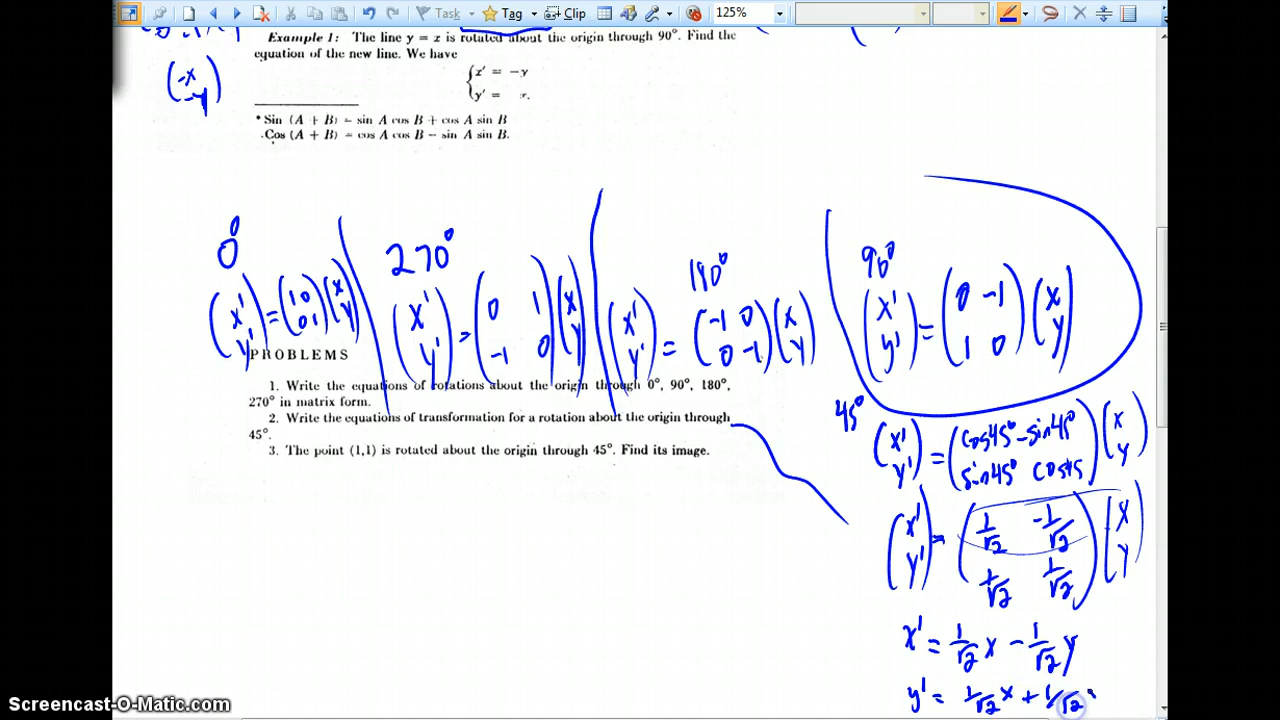 Task Tag Clip 125%
Example 1: The line y = x is rotated about the origin through 90°. Find the
equation of the new line. We have
x' = -y
y' = x.
(-x
-y)
*Sin (A + B) = sin A cos B + cos A sin B
Cos (A + B) = cos A cos B - sin A sin B.
0° 270° 180° 90°
(x' y') = (1 0 0 1)(x y)
(x' y') = (0 1 -1 0)(x y)
(x' y') = (-1 0 0 -1)(x y)
(x' y') = (0 -1 1 0)(x y)
PROBLEMS
1. Write the equations of rotations about the origin through 0°, 90°, 180°,
270° in matrix form.
2. Write the equations of transformation for a rotation about the origin through
45°.
3. The point (1,1) is rotated about the origin through 45°. Find its image.
45°
(x' y') = (cos45° -sin45° sin45° cos45)(x y)
(x' y') = (1/√2 -1/√2 1/√2 1/√2)(x y)
x' = 1/√2 x - 1/√2 y
y' = 1/√2 x + 1/√2
Screencast-O-Matic.com